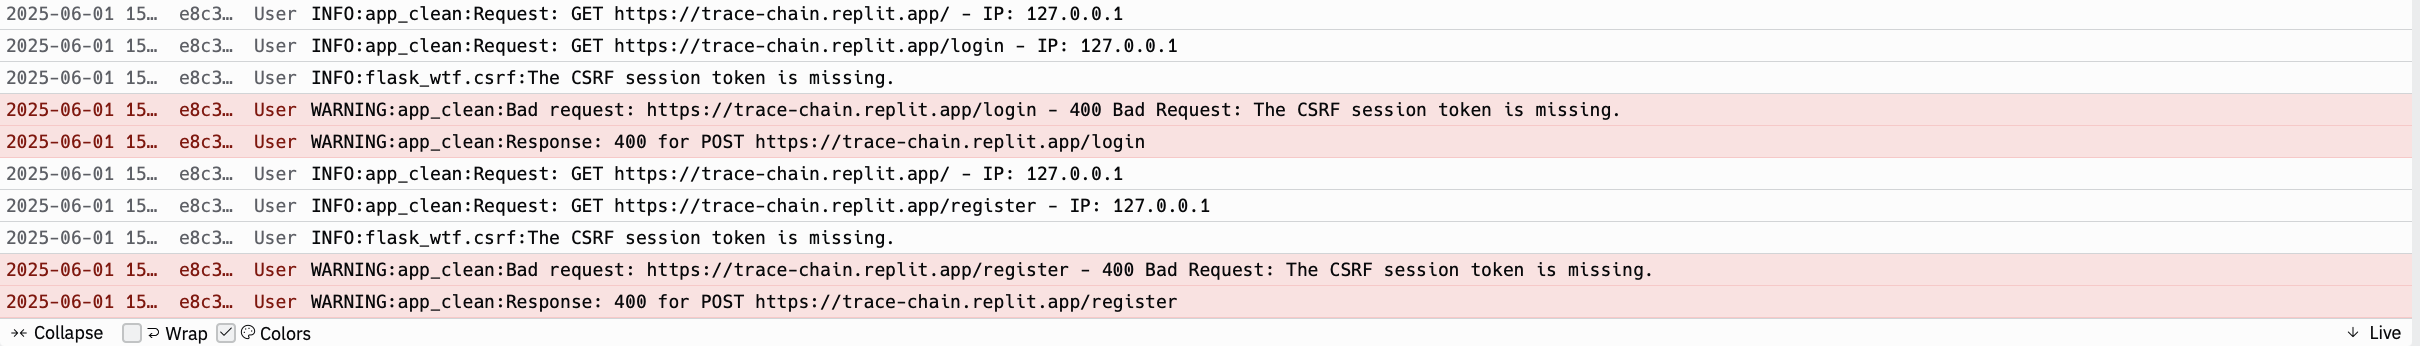 2025-06-01 15… e8c3… User INFO:app_clean:Request: GET https://trace-chain.replit.app/ - IP: 127.0.0.1
2025-06-01 15… e8c3… User INFO:app_clean:Request: GET https://trace-chain.replit.app/login - IP: 127.0.0.1
2025-06-01 15… e8c3… User INFO:flask_wtf.csrf:The CSRF session token is missing.
2025-06-01 15… e8c3… User WARNING:app_clean:Bad request: https://trace-chain.replit.app/login - 400 Bad Request: The CSRF session token is missing.
2025-06-01 15… e8c3… User WARNING:app_clean:Response: 400 for POST https://trace-chain.replit.app/login
2025-06-01 15… e8c3… User INFO:app_clean:Request: GET https://trace-chain.replit.app/ - IP: 127.0.0.1
2025-06-01 15… e8c3… User INFO:app_clean:Request: GET https://trace-chain.replit.app/register - IP: 127.0.0.1
2025-06-01 15… e8c3… User INFO:flask_wtf.csrf:The CSRF session token is missing.
2025-06-01 15… e8c3… User WARNING:app_clean:Bad request: https://trace-chain.replit.app/register - 400 Bad Request: The CSRF session token is missing.
2025-06-01 15… e8c3… User WARNING:app_clean:Response: 400 for POST https://trace-chain.replit.app/register
Collapse Wrap Colors Live